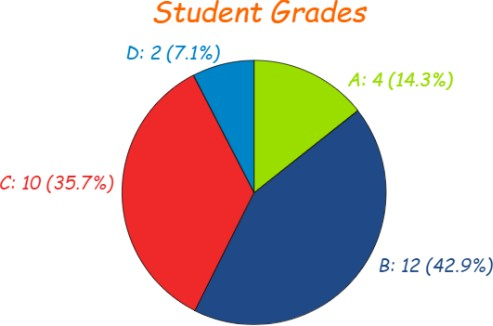 Student Grades
D: 2 (7.1%)
A: 4 (14.3%)
C: 10 (35.7%)
B: 12 (42.9%)